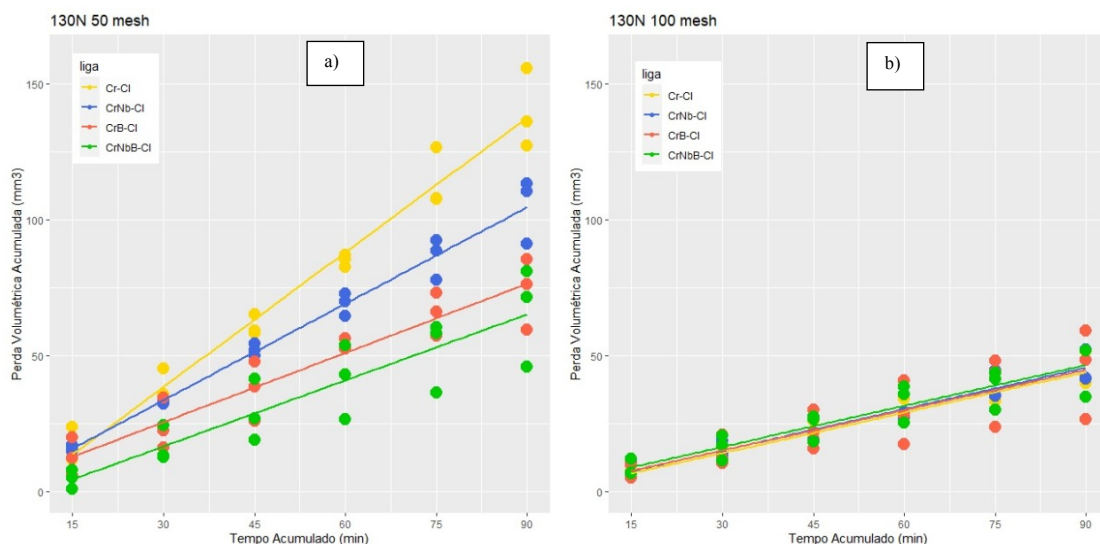 130N 50 mesh
a)
liga
Cr-CI
CrNb-CI
CrB-CI
CrNbB-CI
Perda Volumétrica Acumulada (mm3)
150
100
50
0
15 30 45 60 75 90
Tempo Acumulado (min)
130N 100 mesh
b)
liga
Cr-CI
CrNb-CI
CrB-CI
CrNbB-CI
Perda Volumétrica Acumulada (mm3)
150
100
50
0
15 30 45 60 75 90
Tempo Acumulado (min)